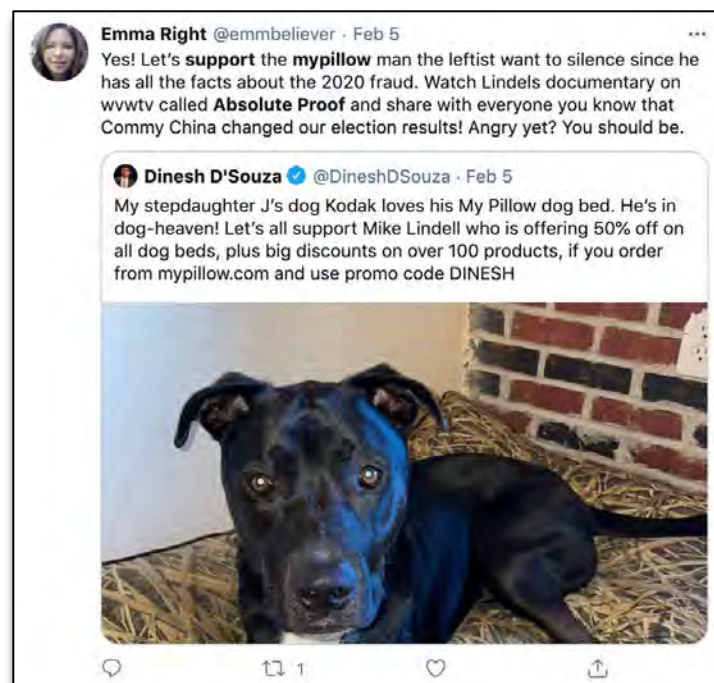 Emma Right @emmbeliever · Feb 5
Yes! Let's support the mypillow man the leftist want to silence since he
has all the facts about the 2020 fraud. Watch Lindels documentary on
wvwtv called Absolute Proof and share with everyone you know that
Commy China changed our election results! Angry yet? You should be.
Dinesh D'Souza @DineshDSouza · Feb 5
My stepdaughter J's dog Kodak loves his My Pillow dog bed. He's in
dog-heaven! Let's all support Mike Lindell who is offering 50% off on
all dog beds, plus big discounts on over 100 products, if you order
from mypillow.com and use promo code DINESH
1